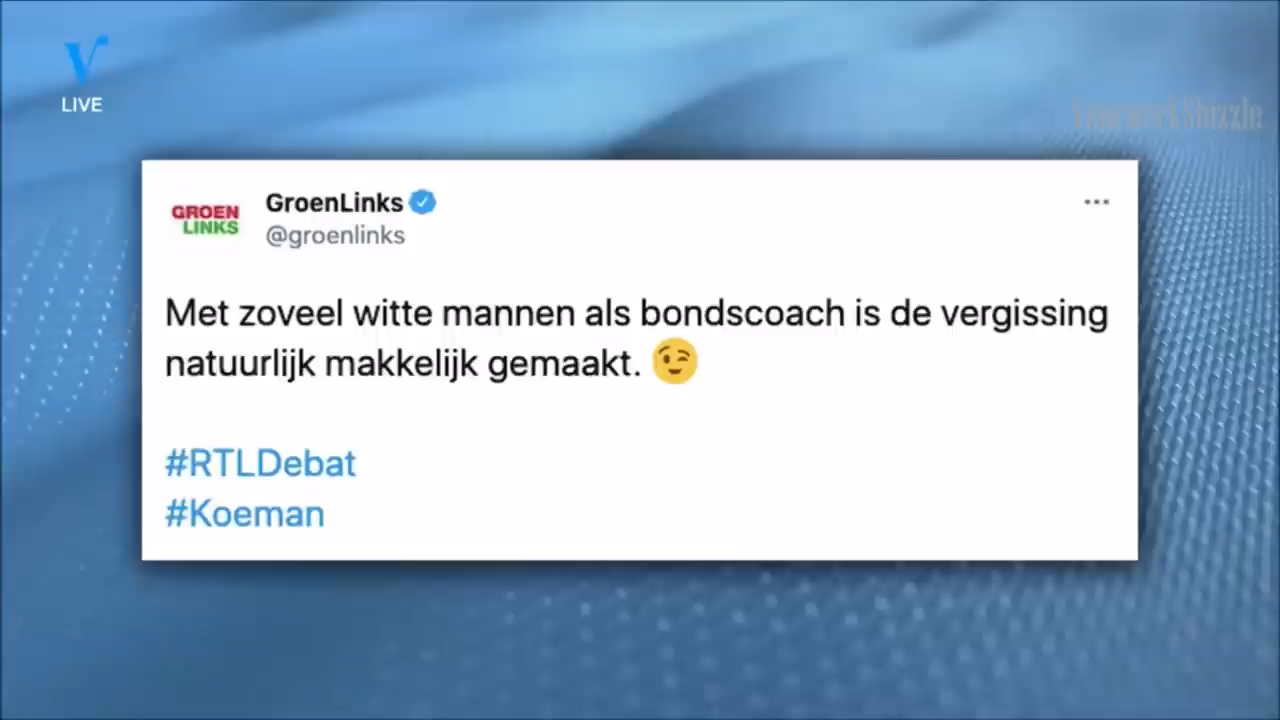 V
LIVE
GROEN
LINKS
GroenLinks
@groenlinks
Met zoveel witte mannen als bondscoach is de vergissing
natuurlijk makkelijk gemaakt. 😉
#RTLDebat
#Koeman